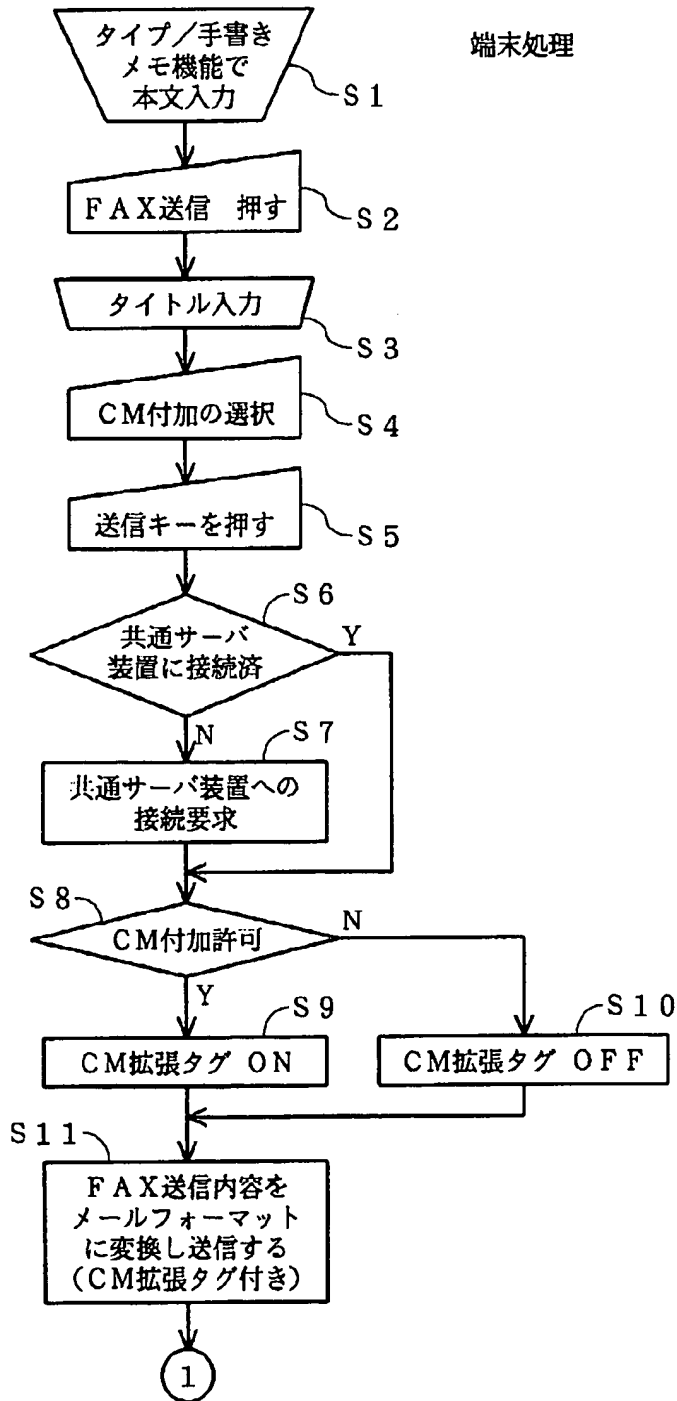 端末処理
タイプ／手書き
メモ機能で
本文入力
S1
FAX送信 押す
S2
タイトル入力
S3
CM付加の選択
S4
送信キーを押す
S5
S6
共通サーバ
装置に接続済
Y
N
S7
共通サーバ装置への
接続要求
S8
CM付加許可
N
Y
S9
CM拡張タグ ON
S10
CM拡張タグ OFF
S11
FAX送信内容を
メールフォーマット
に変換し送信する
（CM拡張タグ付き）
1